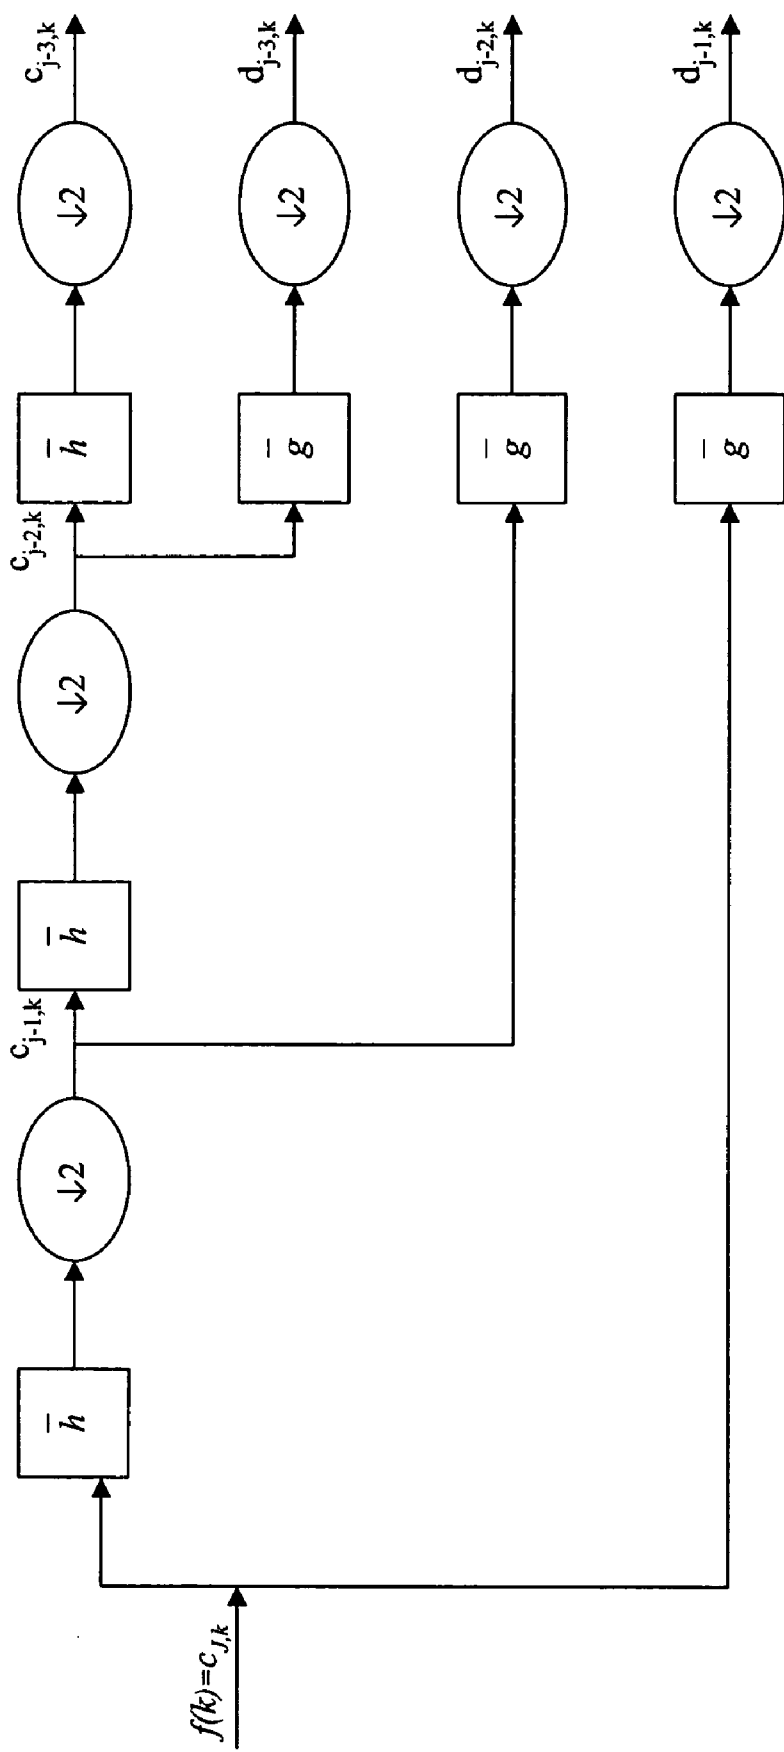 f(k)=c_{J,k}
h̄
↓2
c_{j-1,k}
h̄
↓2
c_{j-2,k}
h̄
↓2
c_{j-3,k}
ḡ
↓2
d_{j-3,k}
ḡ
↓2
d_{j-2,k}
ḡ
↓2
d_{j-1,k}